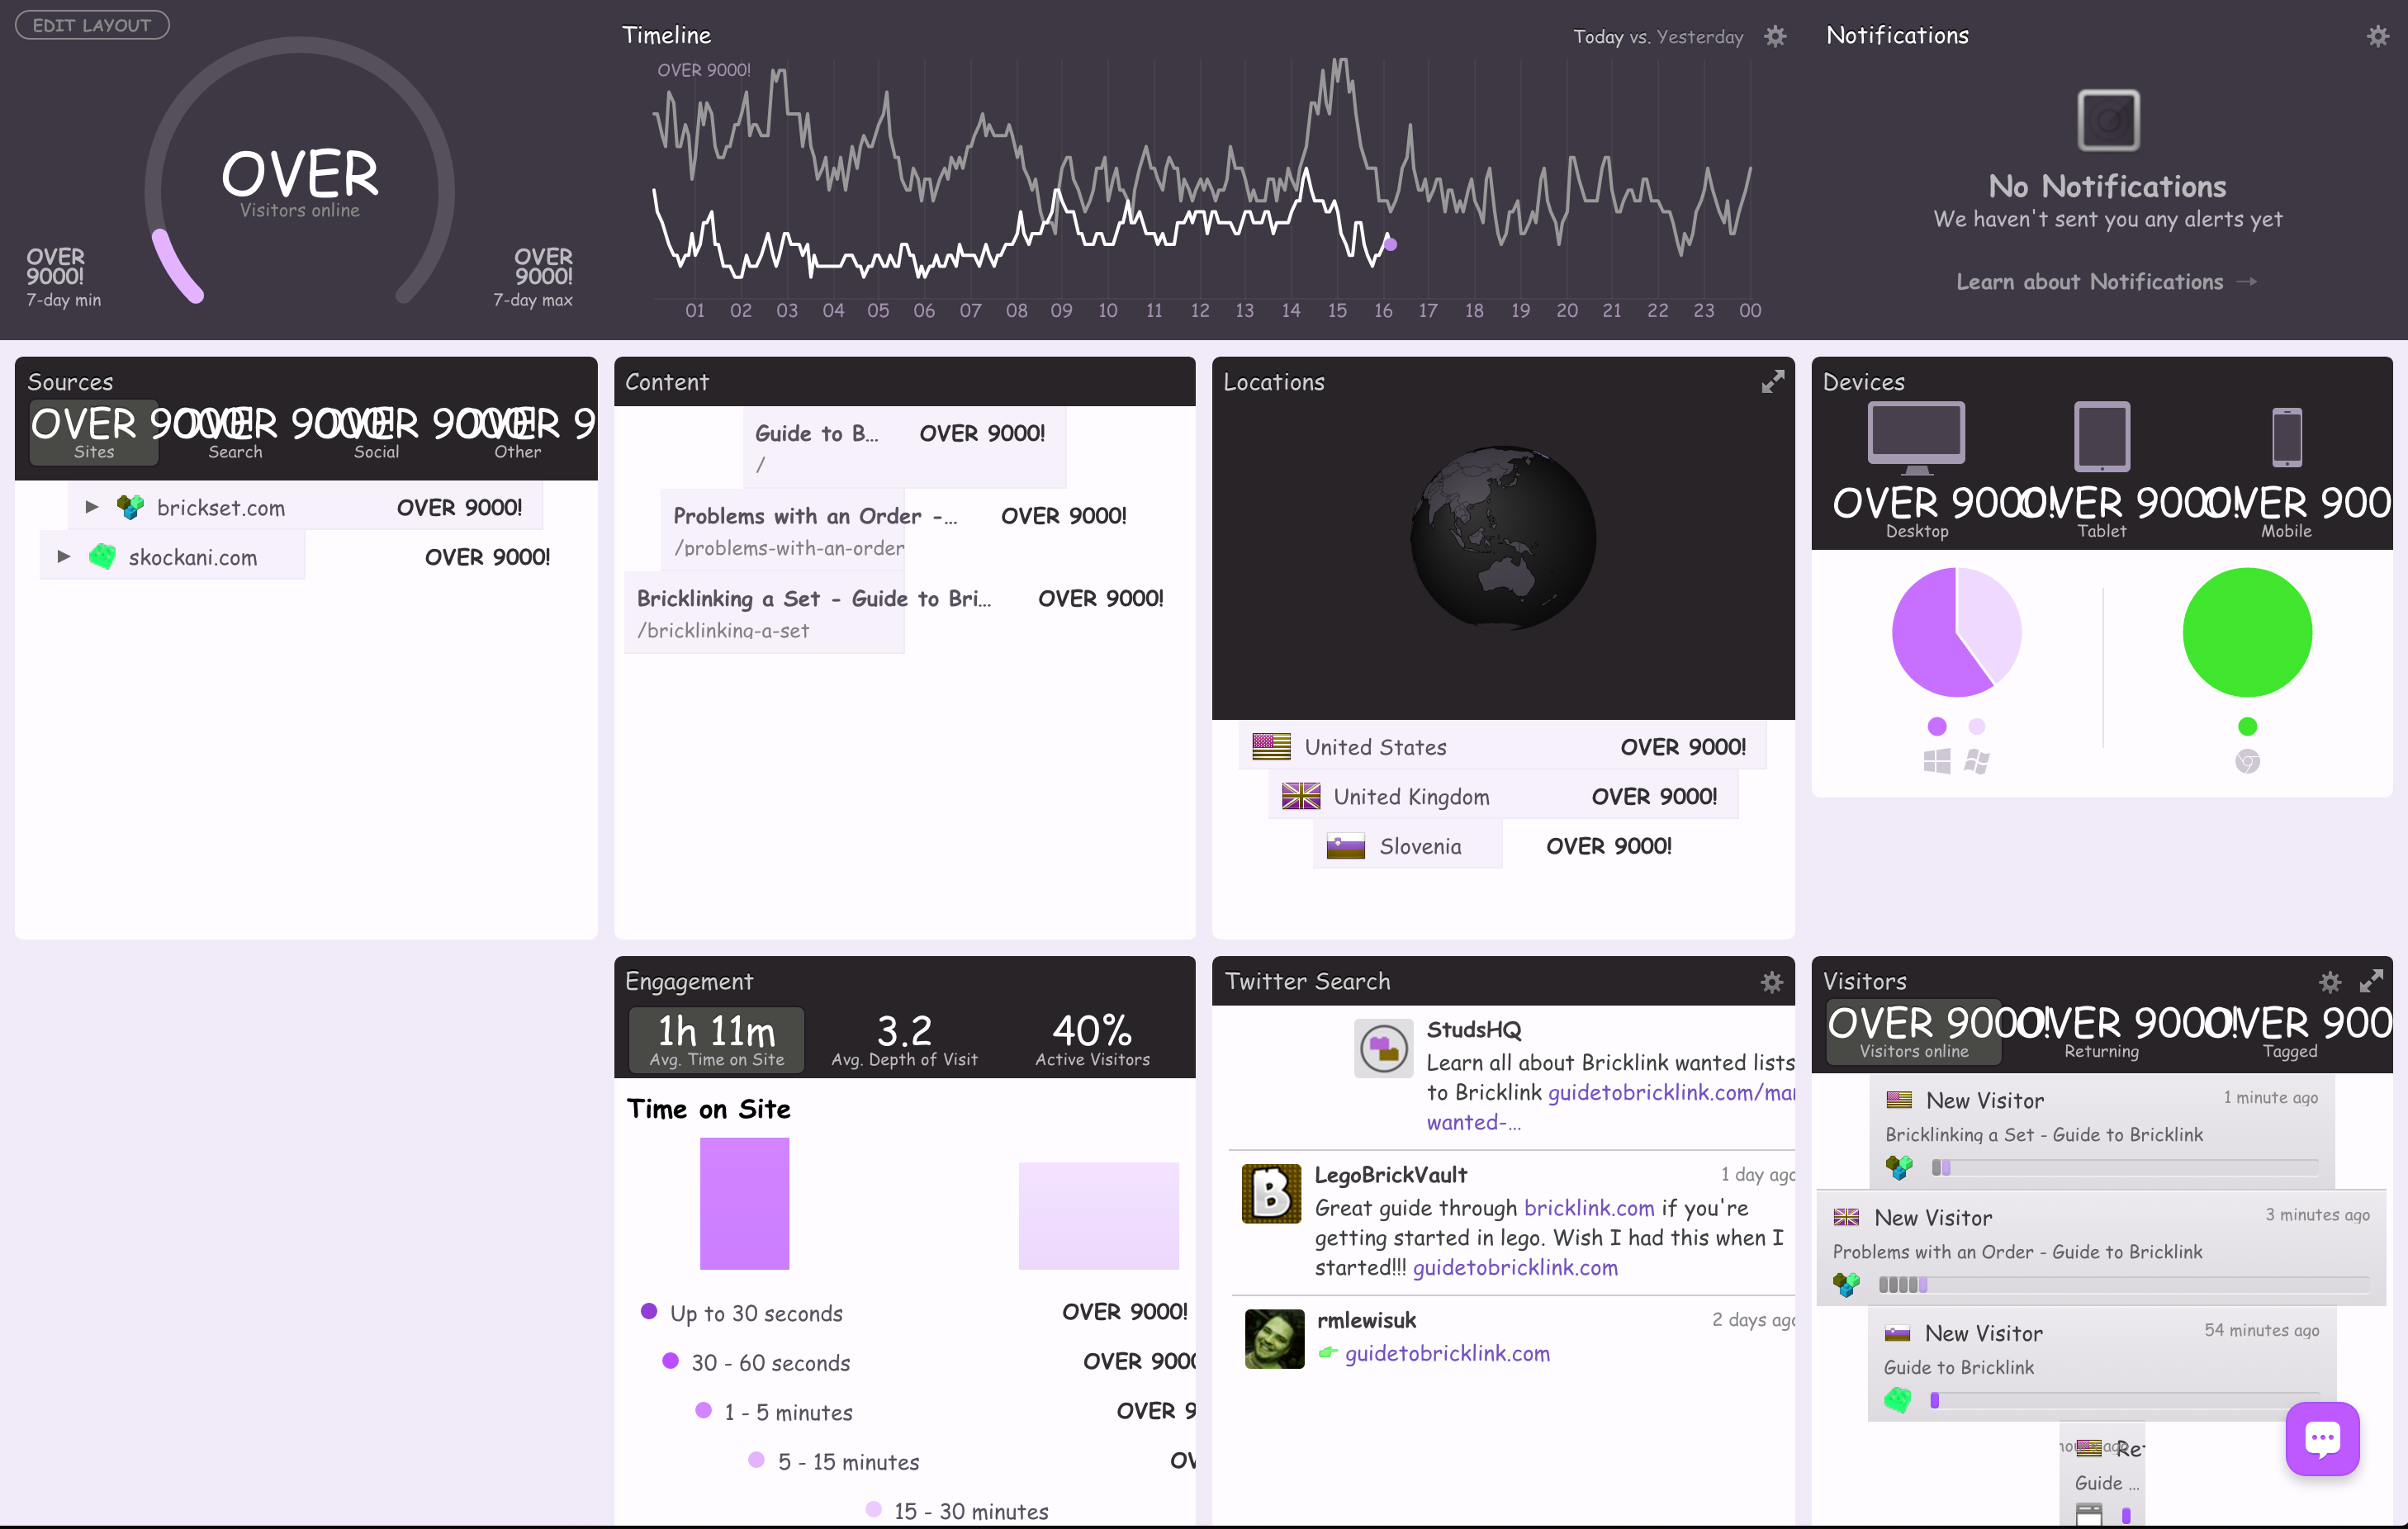 EDIT LAYOUT
OVER
Visitors online
OVER
9000!
7-day min
OVER
9000!
7-day max
Timeline
Today vs. Yesterday
OVER 9000!
01 02 03 04 05 06 07 08 09 10 11 12 13 14 15 16 17 18 19 20 21 22 23 00
Notifications
No Notifications
We haven't sent you any alerts yet
Learn about Notifications →
Sources
OVER 9000! OVER 9000! OVER 9000! OVER 9
Sites Search Social Other
brickset.com OVER 9000!
skockani.com OVER 9000!
Content
Guide to B... OVER 9000!
/
Problems with an Order -... OVER 9000!
/problems-with-an-order
Bricklinking a Set - Guide to Bri... OVER 9000!
/bricklinking-a-set
Locations
United States OVER 9000!
United Kingdom OVER 9000!
Slovenia OVER 9000!
Devices
OVER 9000! OVER 9000! OVER 900
Desktop Tablet Mobile
Engagement
1h 11m 3.2 40%
Avg. Time on Site Avg. Depth of Visit Active Visitors
Time on Site
Up to 30 seconds OVER 9000!
30 - 60 seconds OVER 9000
1 - 5 minutes OVER 9
5 - 15 minutes OV
15 - 30 minutes
Twitter Search
StudsHQ
Learn all about Bricklink wanted lists
to Bricklink guidetobricklink.com/man
wanted-...
LegoBrickVault 1 day ago
Great guide through bricklink.com if you're
getting started in lego. Wish I had this when I
started!!! guidetobricklink.com
rmlewisuk 2 days ago
guidetobricklink.com
Visitors
OVER 9000! OVER 9000! OVER 900
Visitors online Returning Tagged
New Visitor 1 minute ago
Bricklinking a Set - Guide to Bricklink
New Visitor 3 minutes ago
Problems with an Order - Guide to Bricklink
New Visitor 54 minutes ago
Guide to Bricklink
Ret
Guide ...